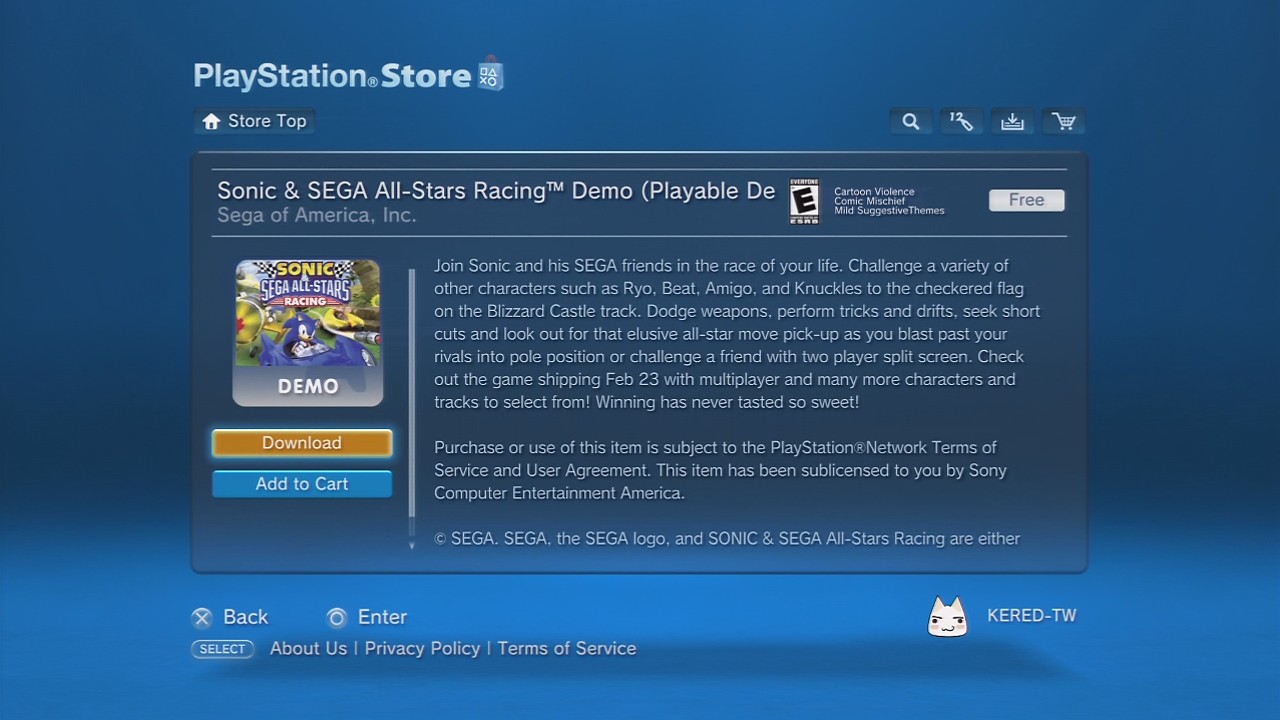 PlayStation®Store
Store Top
12
Sonic & SEGA All-Stars Racing™ Demo (Playable De
Sega of America, Inc.
EVERYONE
E
ESRB
Cartoon Violence
Comic Mischief
Mild SuggestiveThemes
Free
SONIC
SEGA ALL-STARS
RACING
DEMO
Download
Add to Cart
Join Sonic and his SEGA friends in the race of your life. Challenge a variety of
other characters such as Ryo, Beat, Amigo, and Knuckles to the checkered flag
on the Blizzard Castle track. Dodge weapons, perform tricks and drifts, seek short
cuts and look out for that elusive all-star move pick-up as you blast past your
rivals into pole position or challenge a friend with two player split screen. Check
out the game shipping Feb 23 with multiplayer and many more characters and
tracks to select from! Winning has never tasted so sweet!
Purchase or use of this item is subject to the PlayStation®Network Terms of
Service and User Agreement. This item has been sublicensed to you by Sony
Computer Entertainment America.
© SEGA. SEGA, the SEGA logo, and SONIC & SEGA All-Stars Racing are either
Back
Enter
KERED-TW
SELECT About Us | Privacy Policy | Terms of Service